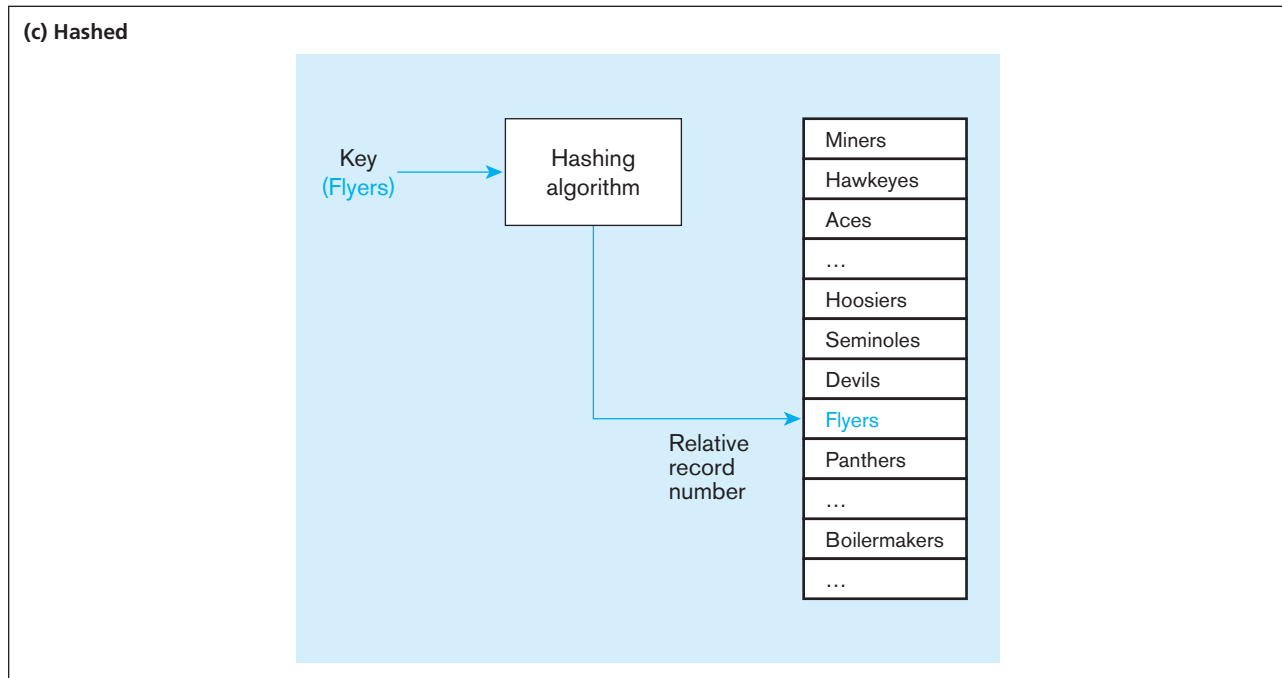 (c) Hashed
Key
(Flyers)
Hashing
algorithm
Relative
record
number
Miners
Hawkeyes
Aces
…
Hoosiers
Seminoles
Devils
Flyers
Panthers
…
Boilermakers
…